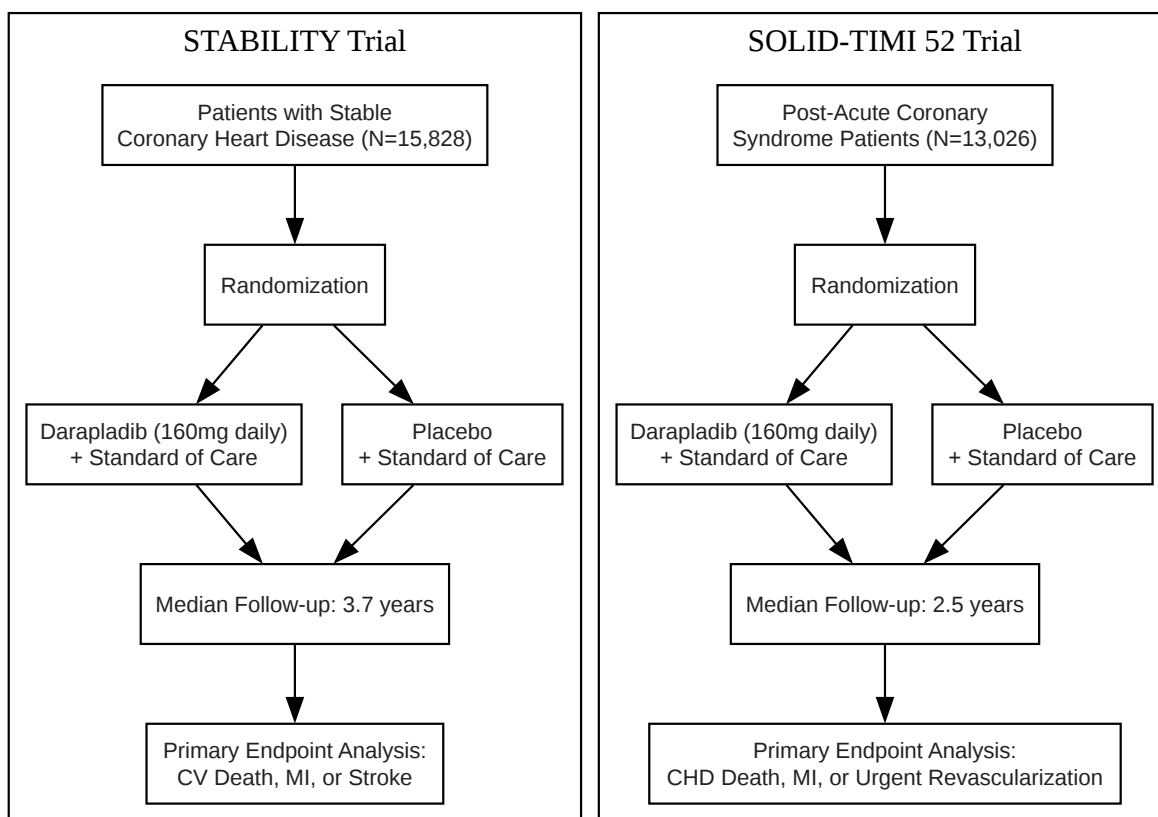 STABILITY Trial
Patients with Stable
Coronary Heart Disease (N=15,828)
Randomization
Darapladib (160mg daily)
+ Standard of Care
Placebo
+ Standard of Care
Median Follow-up: 3.7 years
Primary Endpoint Analysis:
CV Death, MI, or Stroke
SOLID-TIMI 52 Trial
Post-Acute Coronary
Syndrome Patients (N=13,026)
Randomization
Darapladib (160mg daily)
+ Standard of Care
Placebo
+ Standard of Care
Median Follow-up: 2.5 years
Primary Endpoint Analysis:
CHD Death, MI, or Urgent Revascularization